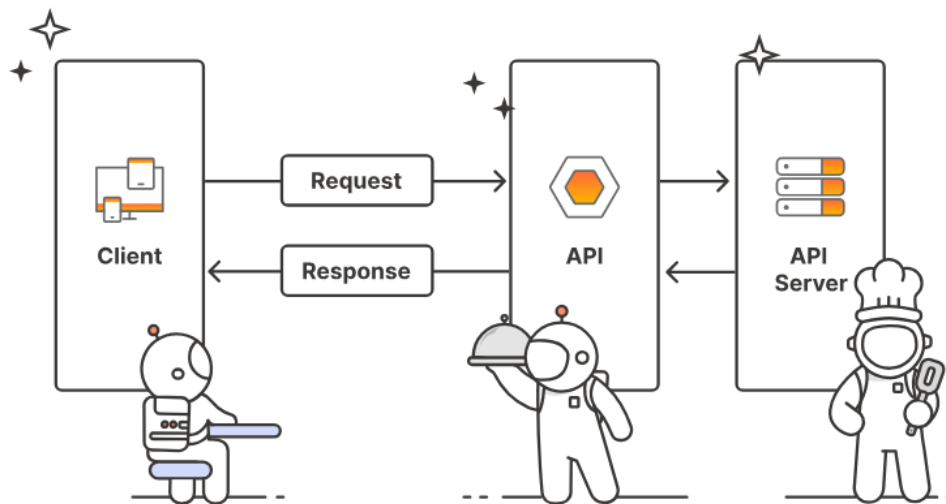 Request
Response
Client
API
API
Server